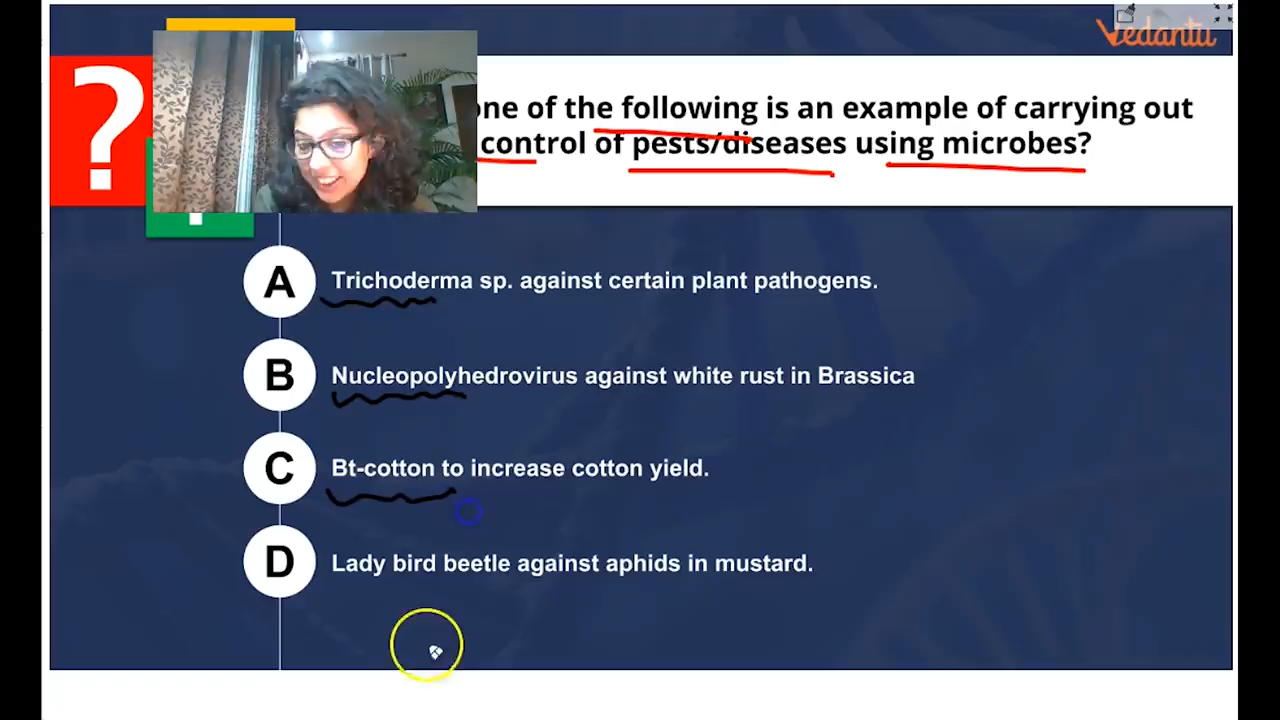 Vedantu
?
one of the following is an example of carrying out
control of pests/diseases using microbes?
A Trichoderma sp. against certain plant pathogens.
B Nucleopolyhedrovirus against white rust in Brassica
C Bt-cotton to increase cotton yield.
D Lady bird beetle against aphids in mustard.